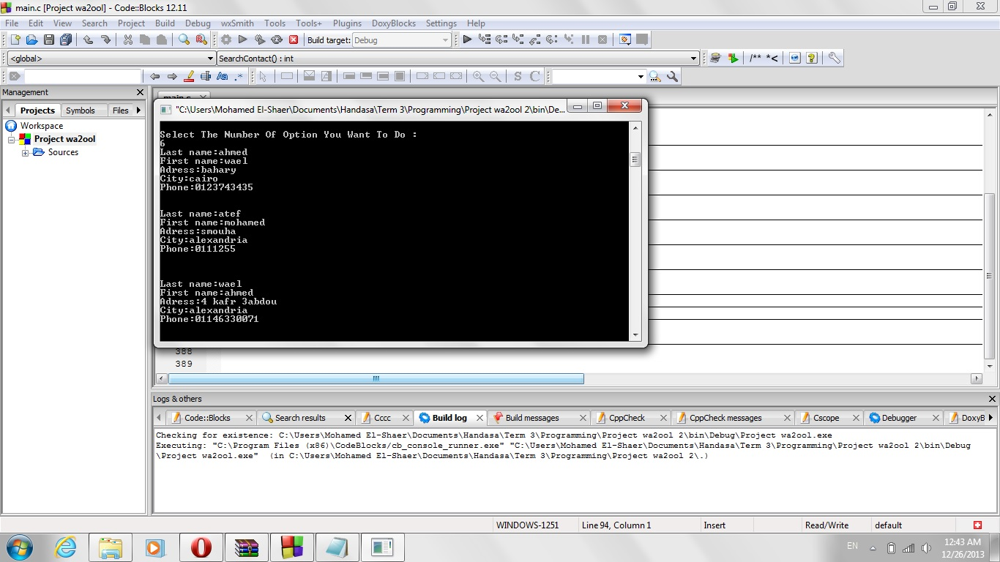 main.c [Project wa2ool] - Code::Blocks 12.11
File Edit View Search Project Build Debug wxSmith Tools Tools+ Plugins DoxyBlocks Settings Help
Build target: Debug
<global> SearchContact() : int
/** *<
Aa .*
S C
Management
main.c
Projects Symbols Files
Workspace
Project wa2ool
Sources
"C:\Users\Mohamed El-Shaer\Documents\Handasa\Term 3\Programming\Project wa2ool 2\bin\De...
Select The Number Of Option You Want To Do :
6
Last name:ahmed
First name:wael
Adress:bahary
City:cairo
Phone:0123743435
Last name:atef
First name:mohamed
Adress:smouha
City:alexandria
Phone:0111255
Last name:wael
First name:ahmed
Adress:4 kafr 3abdou
City:alexandria
Phone:01146330071
388
389
Logs & others
Code::Blocks Search results Cccc Build log Build messages CppCheck CppCheck messages Cscope Debugger DoxyB
Checking for existence: C:\Users\Mohamed El-Shaer\Documents\Handasa\Term 3\Programming\Project wa2ool 2\bin\Debug\Project wa2ool.exe
Executing: "C:\Program Files (x86)\CodeBlocks/cb_console_runner.exe" "C:\Users\Mohamed El-Shaer\Documents\Handasa\Term 3\Programming\Project wa2ool 2\bin\Debug
\Project wa2ool.exe"  (in C:\Users\Mohamed El-Shaer\Documents\Handasa\Term 3\Programming\Project wa2ool 2\.)
WINDOWS-1251 Line 94, Column 1 Insert Read/Write default
EN 12:43 AM
12/26/2013